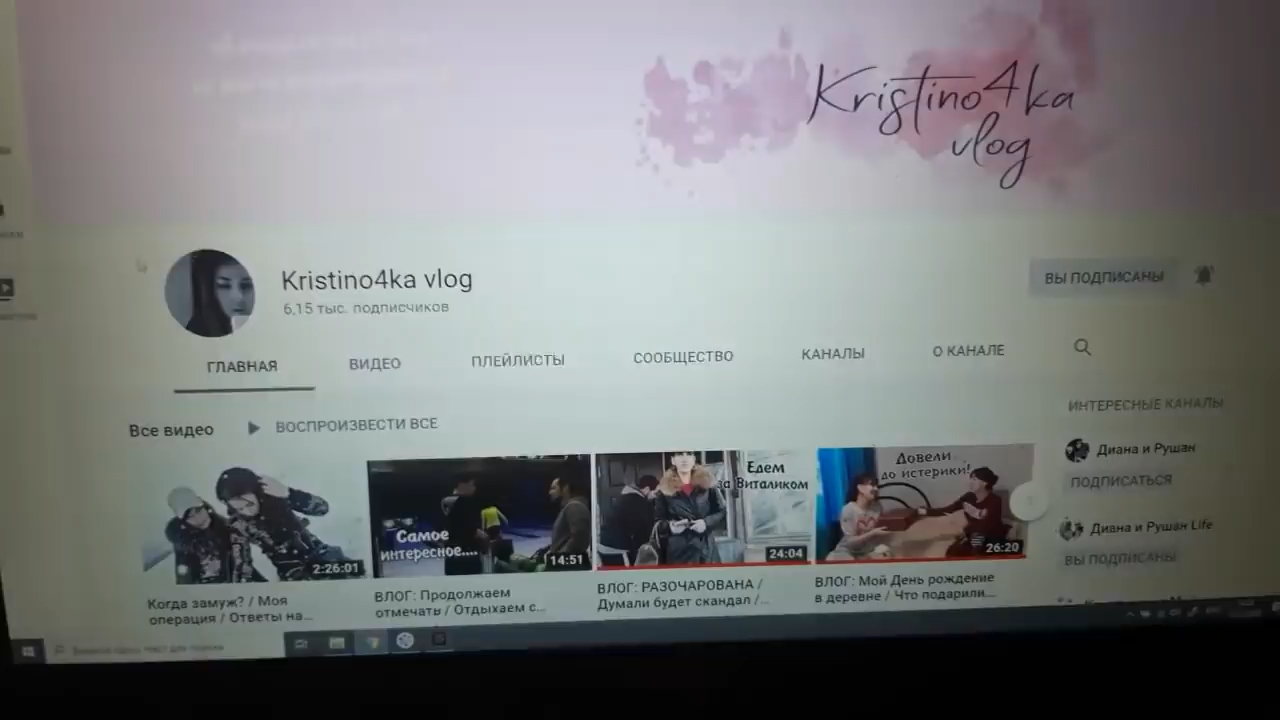 Kristino4ka
vlog
Kristino4ka vlog
6,15 тыс. подписчиков
ВЫ ПОДПИСАНЫ
ГЛАВНАЯ
ВИДЕО
ПЛЕЙЛИСТЫ
СООБЩЕСТВО
КАНАЛЫ
О КАНАЛЕ
Все видео
ВОСПРОИЗВЕСТИ ВСЕ
ИНТЕРЕСНЫЕ КАНАЛЫ
Диана и Рушан
ПОДПИСАТЬСЯ
Диана и Рушан Life
ВЫ ПОДПИСАНЫ
2:26:01
Самое
интересное....
14:51
Едем
за Виталиком
24:04
Довели
до истерики!
26:20
Когда замуж? / Моя
операция / Ответы на...
ВЛОГ: Продолжаем
отмечать / Отдыхаем с...
ВЛОГ: РАЗОЧАРОВАНА /
Думали будет скандал /...
ВЛОГ: Мой День рождение
в деревне / Что подарили...